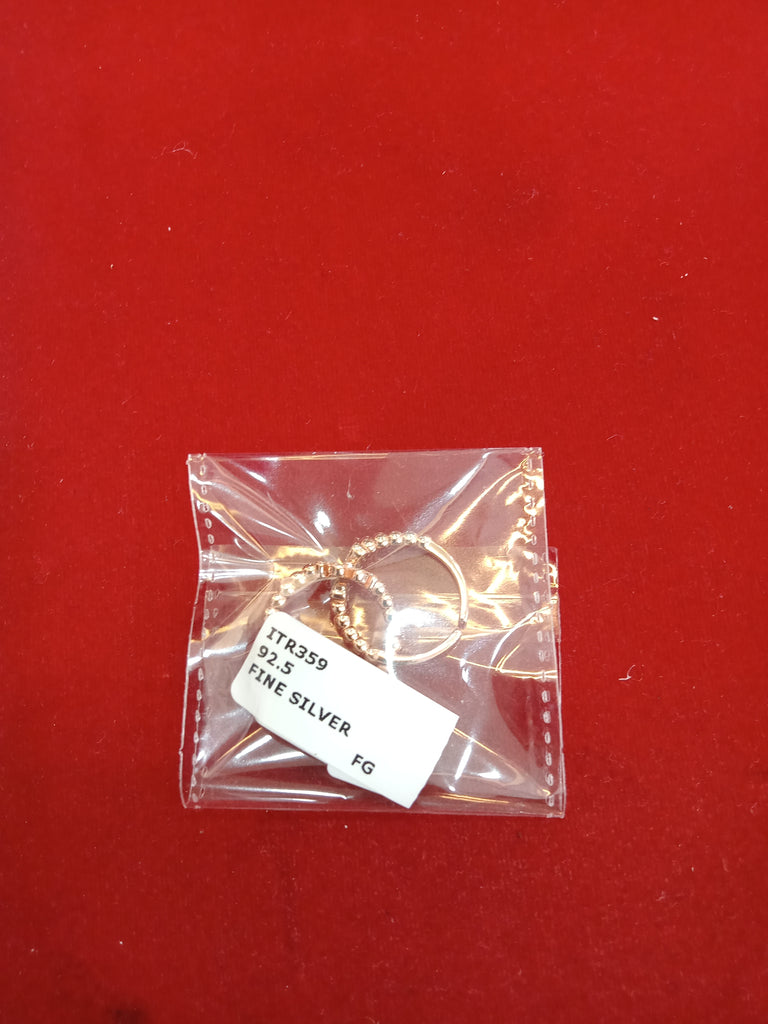 ITR359
92.5
FINE SILVER
FG